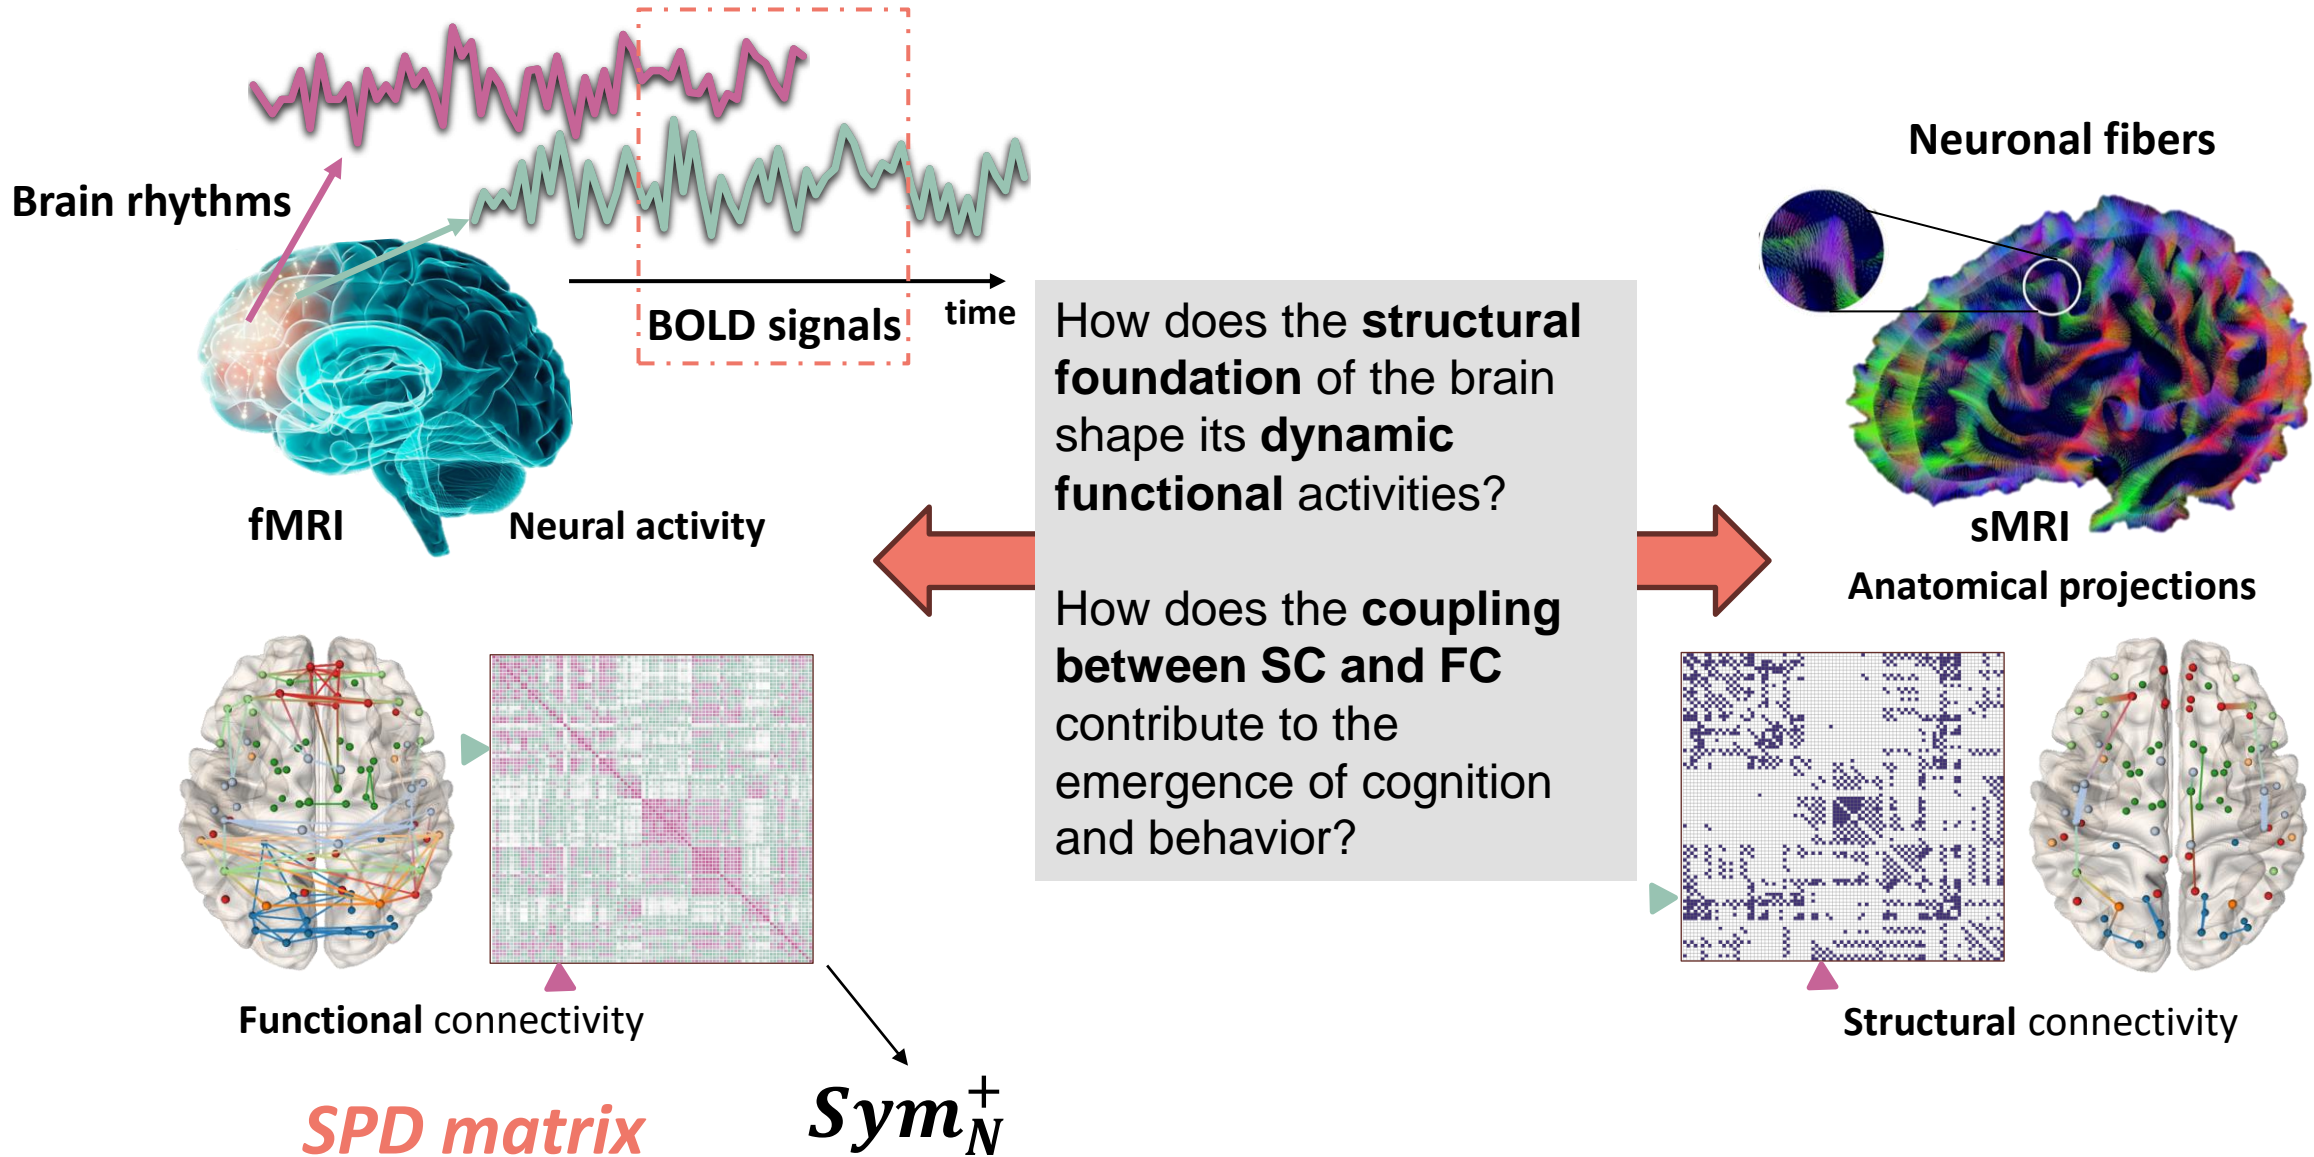 Brain rhythms
BOLD signals
time
fMRI
Neural activity
Functional connectivity
SPD matrix
Sym_N^+
How does the structural
foundation of the brain
shape its dynamic
functional activities?
How does the coupling
between SC and FC
contribute to the
emergence of cognition
and behavior?
Neuronal fibers
sMRI
Anatomical projections
Structural connectivity